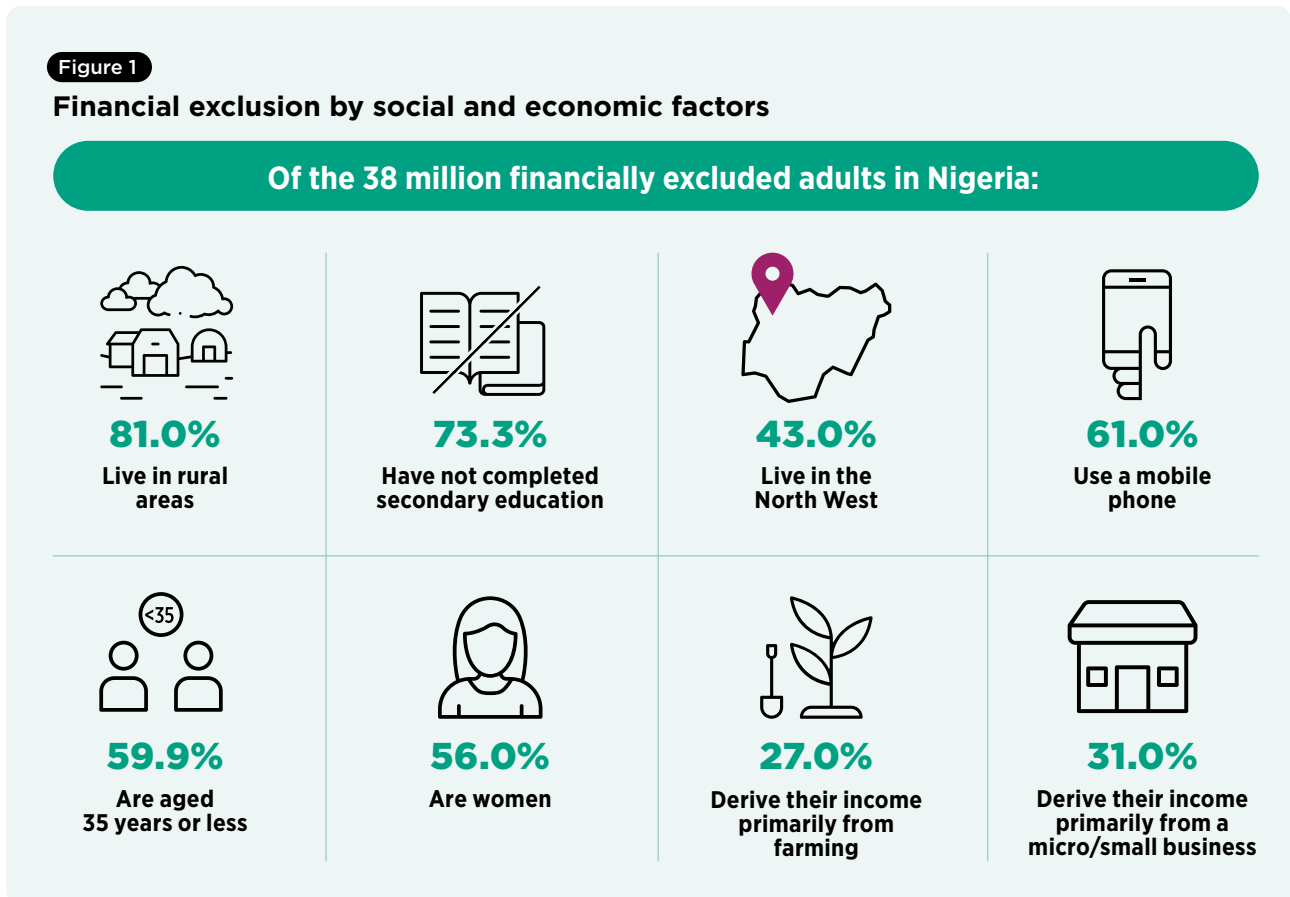 Figure 1
Financial exclusion by social and economic factors
Of the 38 million financially excluded adults in Nigeria:
81.0%
Live in rural
areas
73.3%
Have not completed
secondary education
43.0%
Live in the
North West
61.0%
Use a mobile
phone
<35
59.9%
Are aged
35 years or less
56.0%
Are women
27.0%
Derive their income
primarily from
farming
31.0%
Derive their income
primarily from a
micro/small business